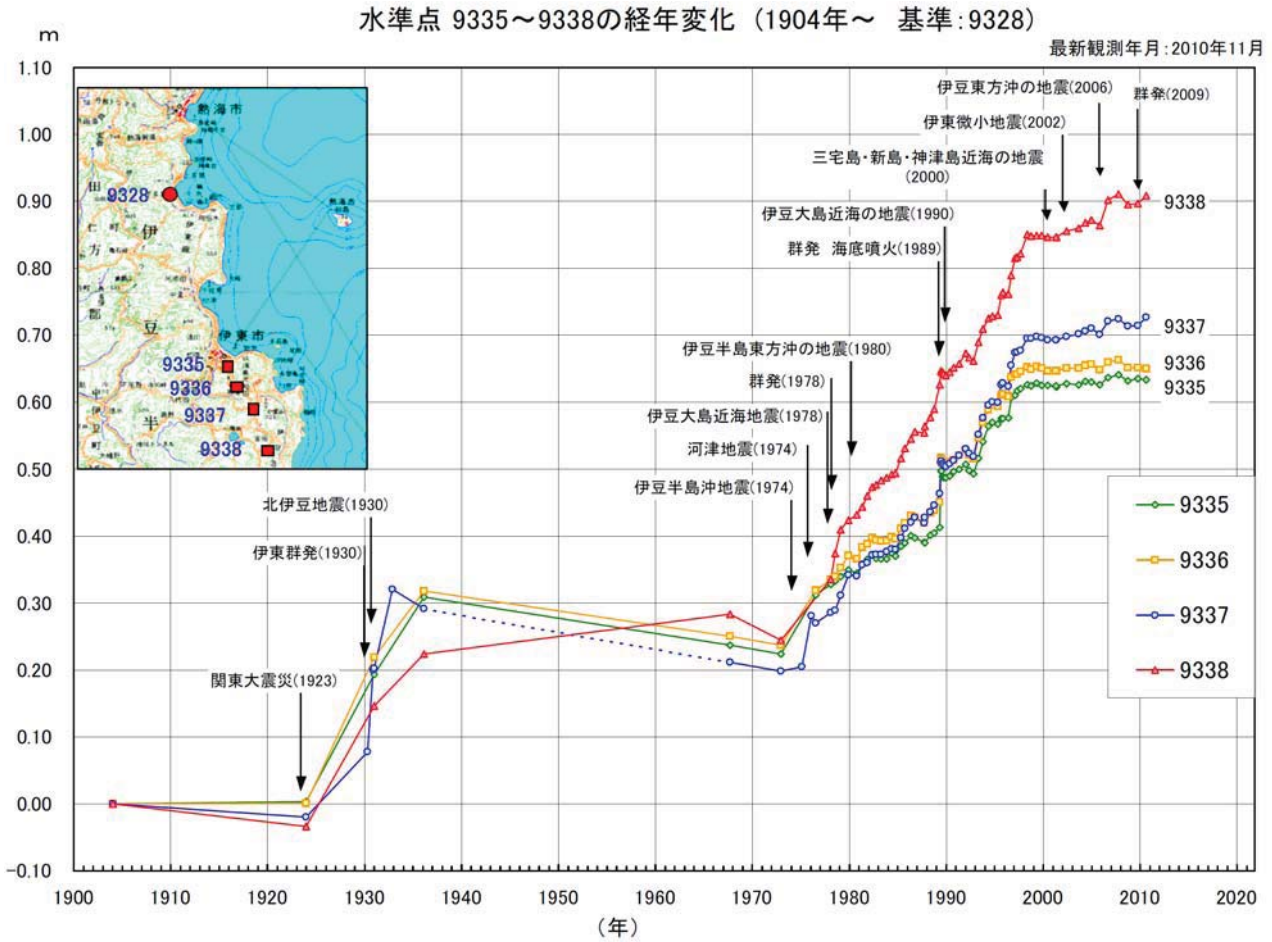 水準点 9335～9338の経年変化 (1904年～ 基準:9328)
m
最新観測年月:2010年11月
1.10
1.00
0.90
0.80
0.70
0.60
0.50
0.40
0.30
0.20
0.10
0.00
-0.10
1900
1910
1920
1930
1940
1950
1960
1970
1980
1990
2000
2010
2020
(年)
熱海市
9328
田
方
郡
伊
豆
半
伊東市
9335
9336
9337
9338
関東大震災(1923)
伊東群発(1930)
北伊豆地震(1930)
伊豆半島沖地震(1974)
河津地震(1974)
伊豆大島近海地震(1978)
群発(1978)
伊豆半島東方沖の地震(1980)
群発 海底噴火(1989)
伊豆大島近海の地震(1990)
三宅島・新島・神津島近海の地震
(2000)
伊東微小地震(2002)
伊豆東方沖の地震(2006)
群発(2009)
9338
9337
9336
9335
9335
9336
9337
9338